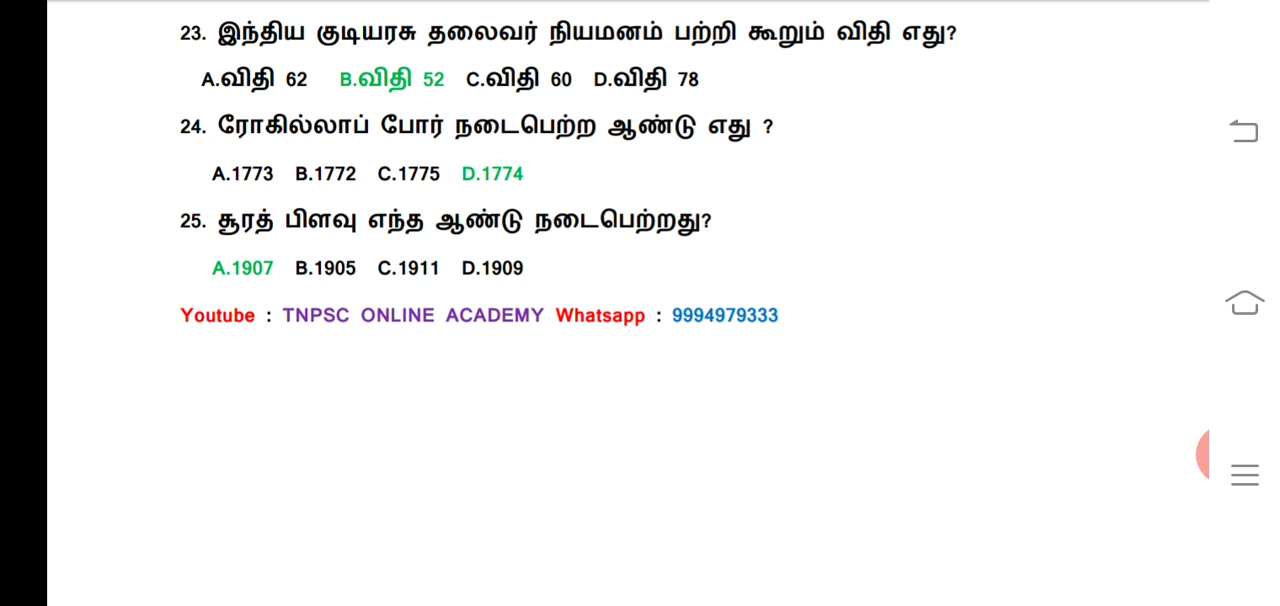 23. இந்திய குடியரசு தலைவர் நியமனம் பற்றி கூறும் விதி எது?
A.விதி 62 B.விதி 52 C.விதி 60 D.விதி 78
24. ரோகில்லாப் போர் நடைபெற்ற ஆண்டு எது ?
A.1773 B.1772 C.1775 D.1774
25. சூரத் பிளவு எந்த ஆண்டு நடைபெற்றது?
A.1907 B.1905 C.1911 D.1909
Youtube : TNPSC ONLINE ACADEMY Whatsapp : 9994979333